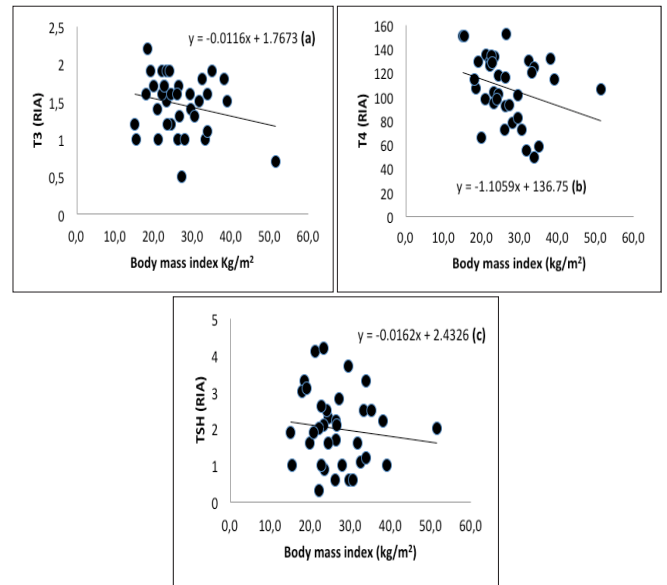 2,5
2
1,5
1
0,5
0
T3 (RIA)
y = -0.0116x + 1.7673 (a)
0,0 10,0 20,0 30,0 40,0 50,0 60,0
Body mass index Kg/m²
160
140
120
100
80
60
40
20
0
T4 (RIA)
y = -1.1059x + 136.75 (b)
0,0 10,0 20,0 30,0 40,0 50,0 60,0
Body mass index (kg/m²)
5
4
3
2
1
0
TSH (RIA)
y = -0.0162x + 2.4326 (c)
0,0 10,0 20,0 30,0 40,0 50,0 60,0
Body mass index (kg/m²)